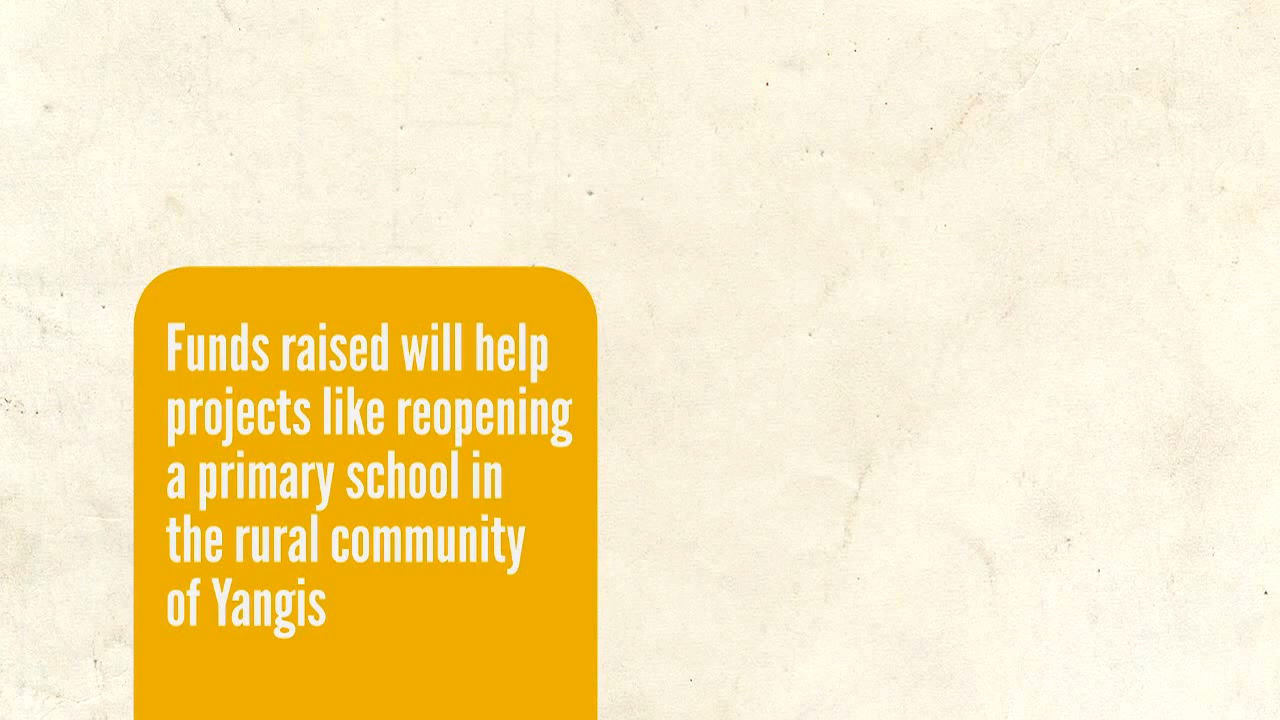 Funds raised will help
projects like reopening
a primary school in
the rural community
of Yangis